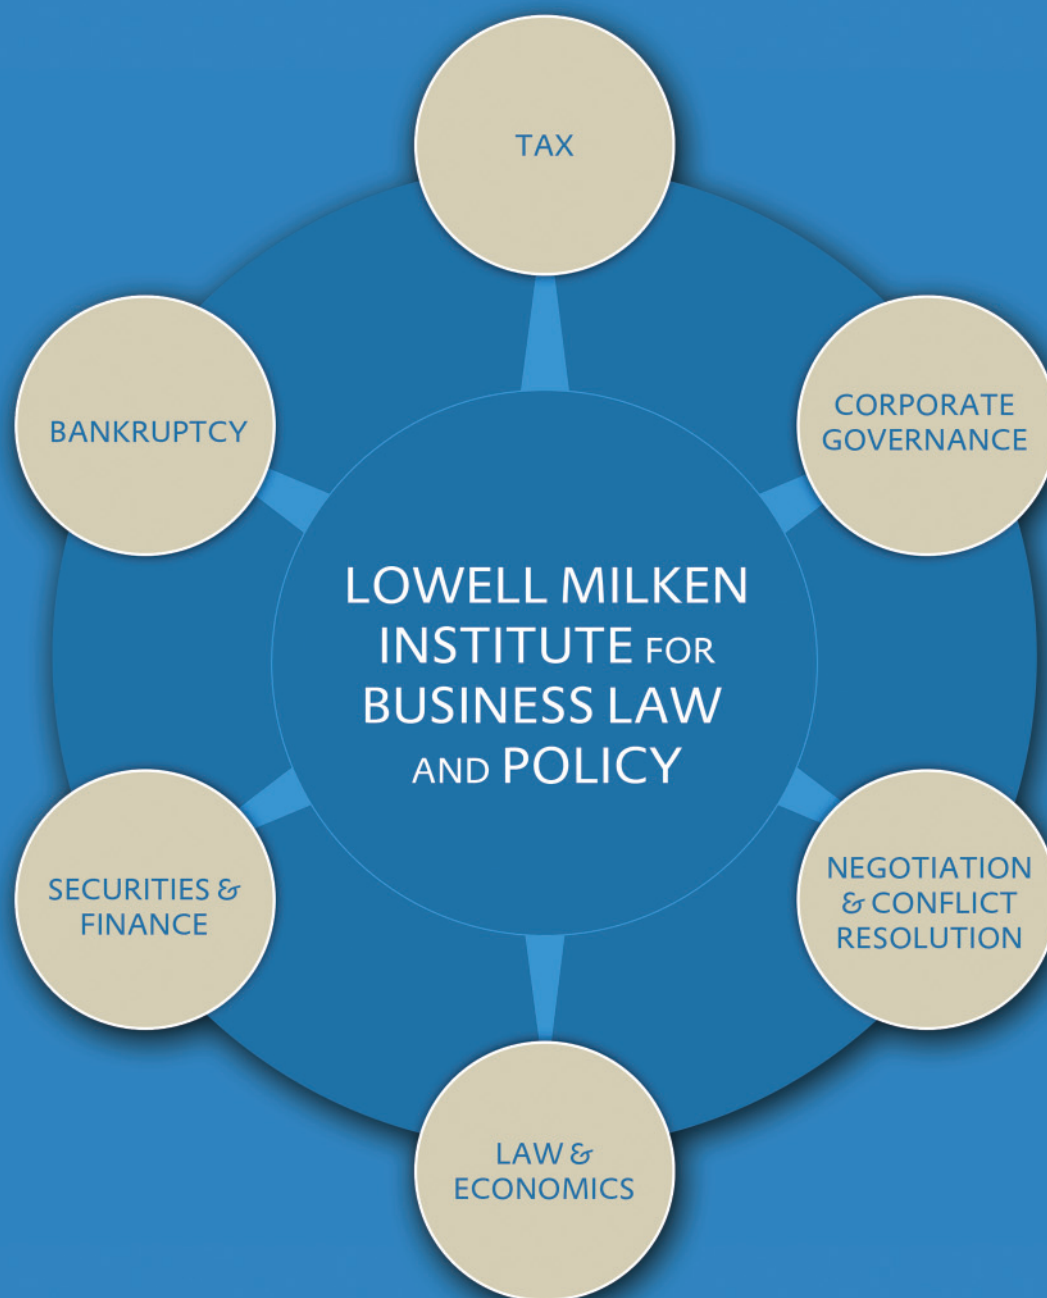 TAX
BANKRUPTCY
CORPORATE
GOVERNANCE
LOWELL MILKEN
INSTITUTE FOR
BUSINESS LAW
AND POLICY
SECURITIES &
FINANCE
NEGOTIATION
& CONFLICT
RESOLUTION
LAW &
ECONOMICS